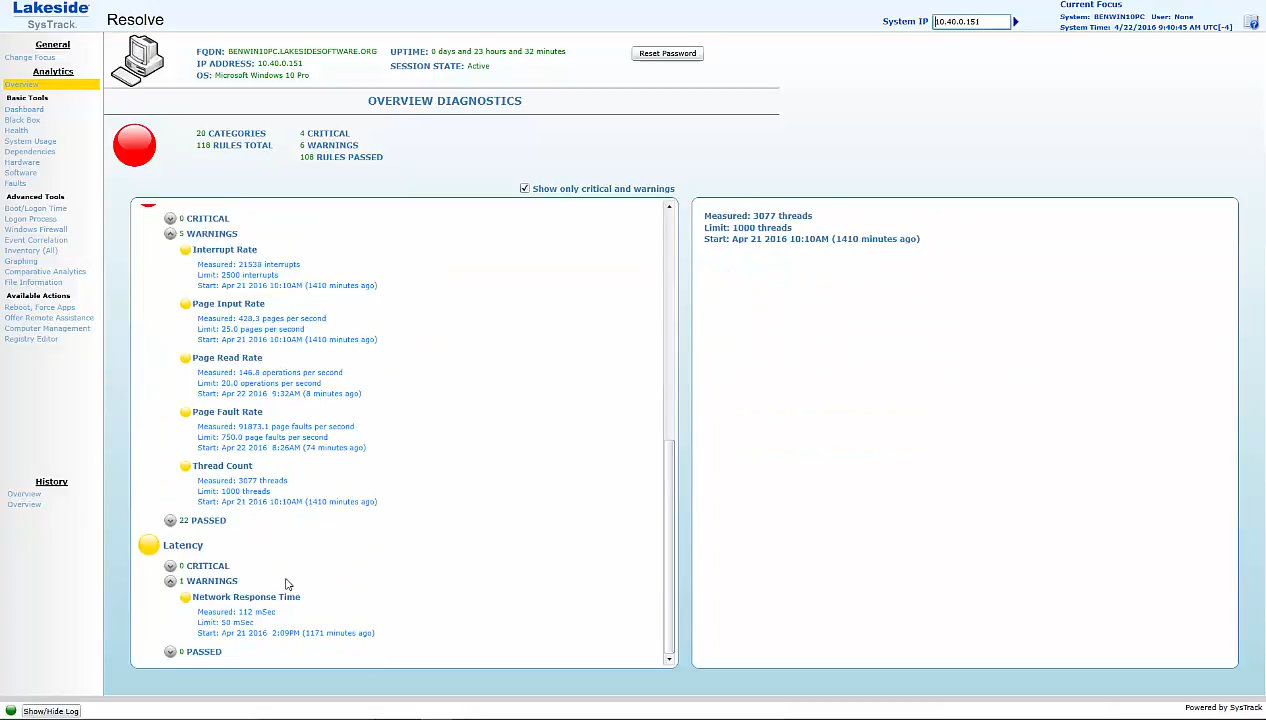 Lakeside
SysTrack
Resolve
System IP 10.40.0.151
Current Focus
System: BENWIN10PC User: None
System Time: 4/22/2016 9:40:45 AM UTC[-4]
General
Change Focus
Analytics
Overview
Basic Tools
Dashboard
Black Box
Health
System Usage
Dependencies
Hardware
Software
Faults
Advanced Tools
Boot/Logon Time
Logon Process
Windows Firewall
Event Correlation
Inventory (All)
Graphing
Comparative Analytics
File Information
Available Actions
Reboot, Force Apps
Offer Remote Assistance
Computer Management
Registry Editor
History
Overview
Overview
FQDN: BENWIN10PC.LAKESIDESOFTWARE.ORG
IP ADDRESS: 10.40.0.151
OS: Microsoft Windows 10 Pro
UPTIME: 0 days and 23 hours and 32 minutes
SESSION STATE: Active
Reset Password
OVERVIEW DIAGNOSTICS
20 CATEGORIES
118 RULES TOTAL
4 CRITICAL
6 WARNINGS
108 RULES PASSED
Show only critical and warnings
0 CRITICAL
5 WARNINGS
Interrupt Rate
Measured: 21538 interrupts
Limit: 2500 interrupts
Start: Apr 21 2016 10:10AM (1410 minutes ago)
Page Input Rate
Measured: 428.3 pages per second
Limit: 25.0 pages per second
Start: Apr 21 2016 10:10AM (1410 minutes ago)
Page Read Rate
Measured: 146.8 operations per second
Limit: 20.0 operations per second
Start: Apr 22 2016 9:32AM (8 minutes ago)
Page Fault Rate
Measured: 91873.1 page faults per second
Limit: 750.0 page faults per second
Start: Apr 22 2016 8:26AM (74 minutes ago)
Thread Count
Measured: 3077 threads
Limit: 1000 threads
Start: Apr 21 2016 10:10AM (1410 minutes ago)
22 PASSED
Latency
0 CRITICAL
1 WARNINGS
Network Response Time
Measured: 112 mSec
Limit: 50 mSec
Start: Apr 21 2016 2:09PM (1171 minutes ago)
0 PASSED
Measured: 3077 threads
Limit: 1000 threads
Start: Apr 21 2016 10:10AM (1410 minutes ago)
Show/Hide Log
Powered by SysTrack